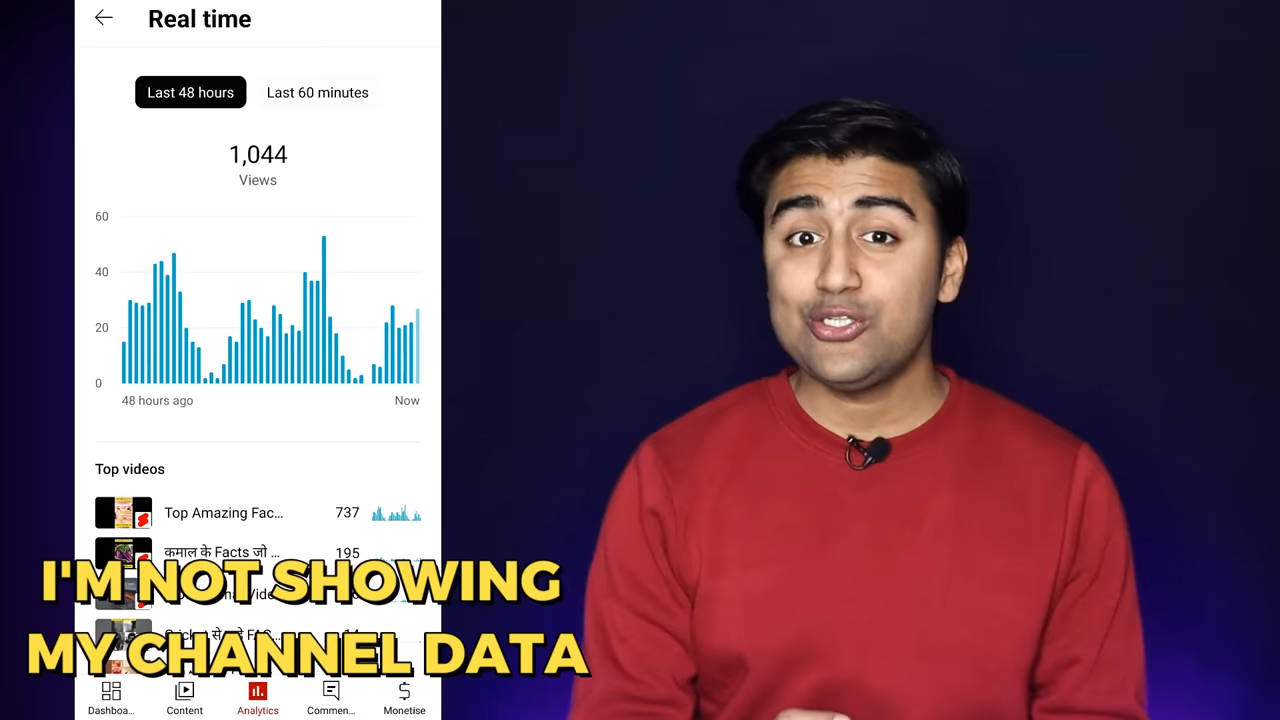 Real time
Last 48 hours Last 60 minutes
1,044
Views
60
40
20
0
48 hours ago Now
Top videos
Top Amazing Fac... 737
कमाल के Facts जो ... 195
I'M NOT SHOWING
MY CHANNEL DATA
Dashboa... Content Analytics Commen... Monetise